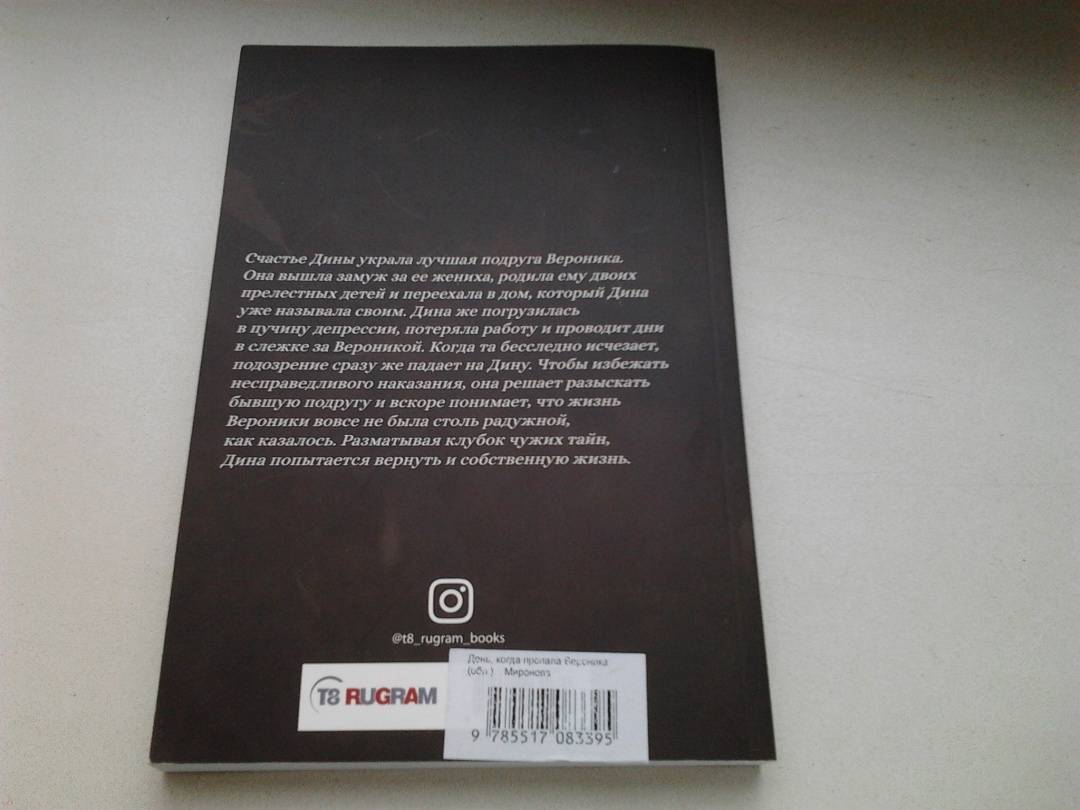 Счастье Дины украла лучшая подруга Вероника.
Она вышла замуж за ее жениха, родила ему двоих
прелестных детей и переехала в дом, который Дина
уже называла своим. Дина же погрузилась
в пучину депрессии, потеряла работу и проводит дни
в слежке за Вероникой. Когда та бесследно исчезает,
подозрение сразу же падает на Дину. Чтобы избежать
несправедливого наказания, она решает разыскать
бывшую подругу и вскоре понимает, что жизнь
Вероники вовсе не была столь радужной,
как казалось. Разматывая клубок чужих тайн,
Дина попытается вернуть и собственную жизнь.
@t8_rugram_books
T8 RUGRAM
День, когда пропала Вероника
(обл.) Миронова
9 785517 083395